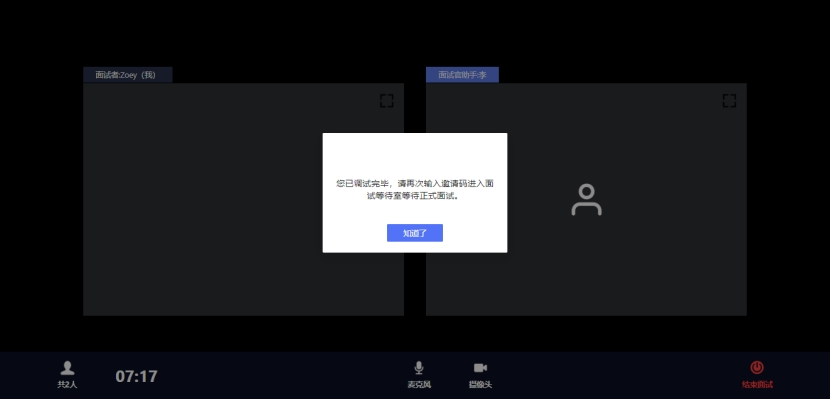 面试者:Zoey（我）
面试官助手:李
您已调试完毕，请再次输入邀请码进入面
试等待室等待正式面试。
知道了
共2人
07:17
麦克风
摄像头
结束面试